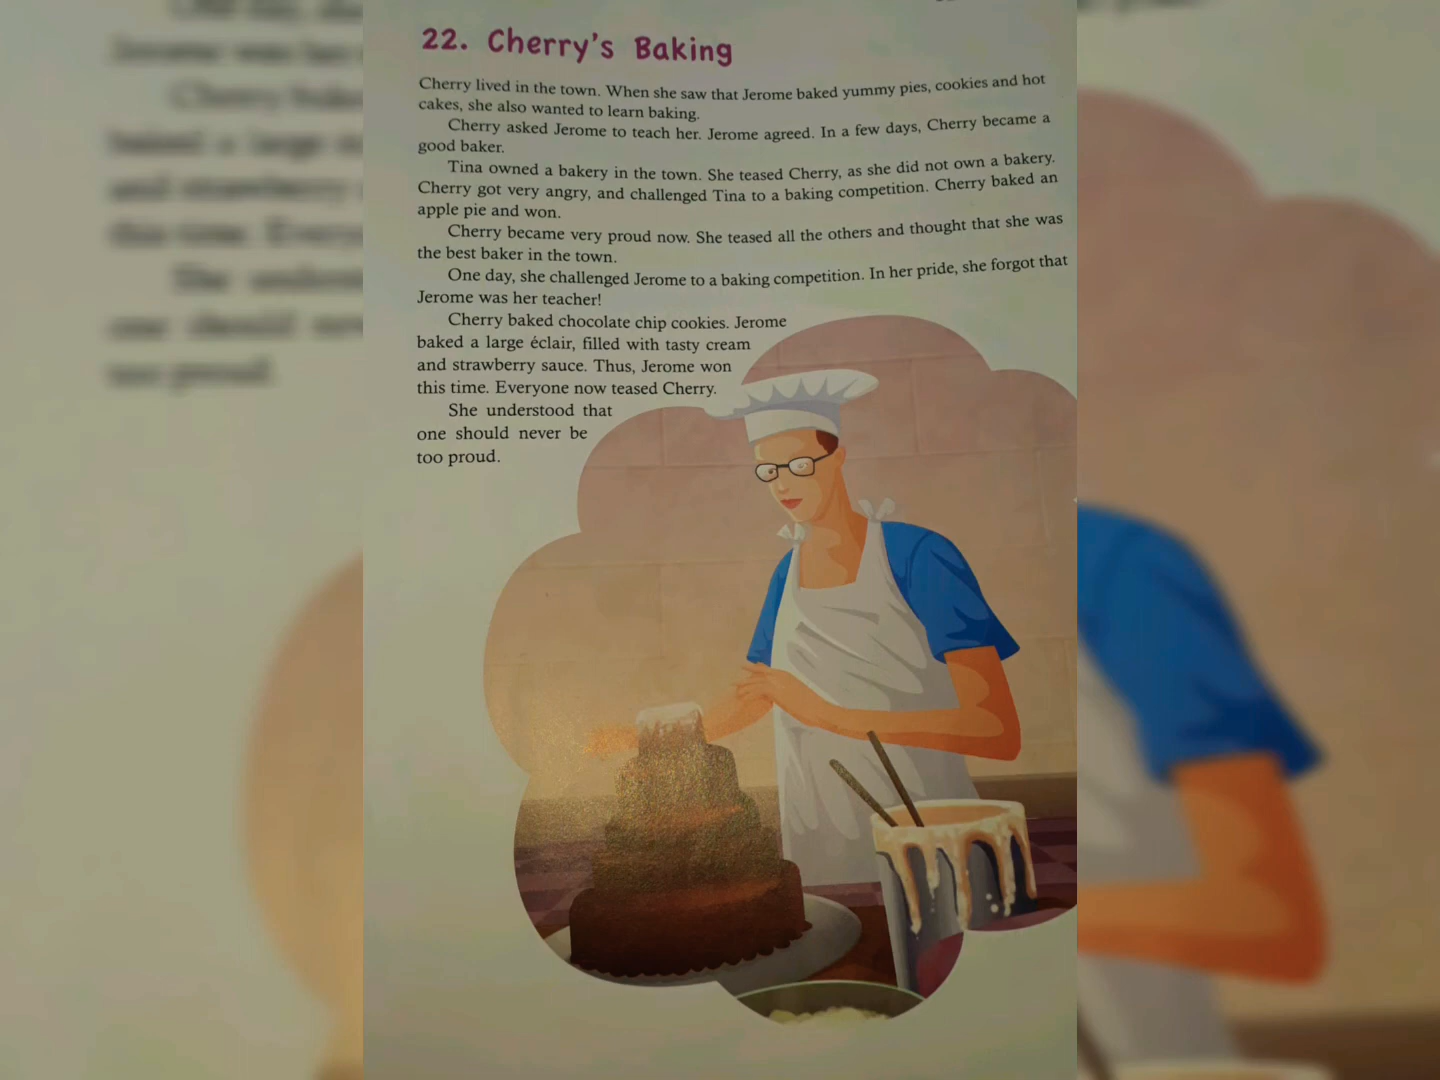 22. Cherry's Baking
Cherry lived in the town. When she saw that Jerome baked yummy pies, cookies and hot
cakes, she also wanted to learn baking.
Cherry asked Jerome to teach her. Jerome agreed. In a few days, Cherry became a
good baker.
Tina owned a bakery in the town. She teased Cherry, as she did not own a bakery.
Cherry got very angry, and challenged Tina to a baking competition. Cherry baked an
apple pie and won.
Cherry became very proud now. She teased all the others and thought that she was
the best baker in the town.
One day, she challenged Jerome to a baking competition. In her pride, she forgot that
Jerome was her teacher!
Cherry baked chocolate chip cookies. Jerome
baked a large éclair, filled with tasty cream
and strawberry sauce. Thus, Jerome won
this time. Everyone now teased Cherry.
She understood that
one should never be
too proud.